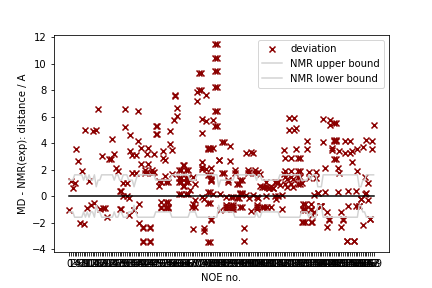 12
10
8
6
4
2
0
−2
−4
MD - NMR(exp): distance / A
deviation
NMR upper bound
NMR lower bound
NOE no.